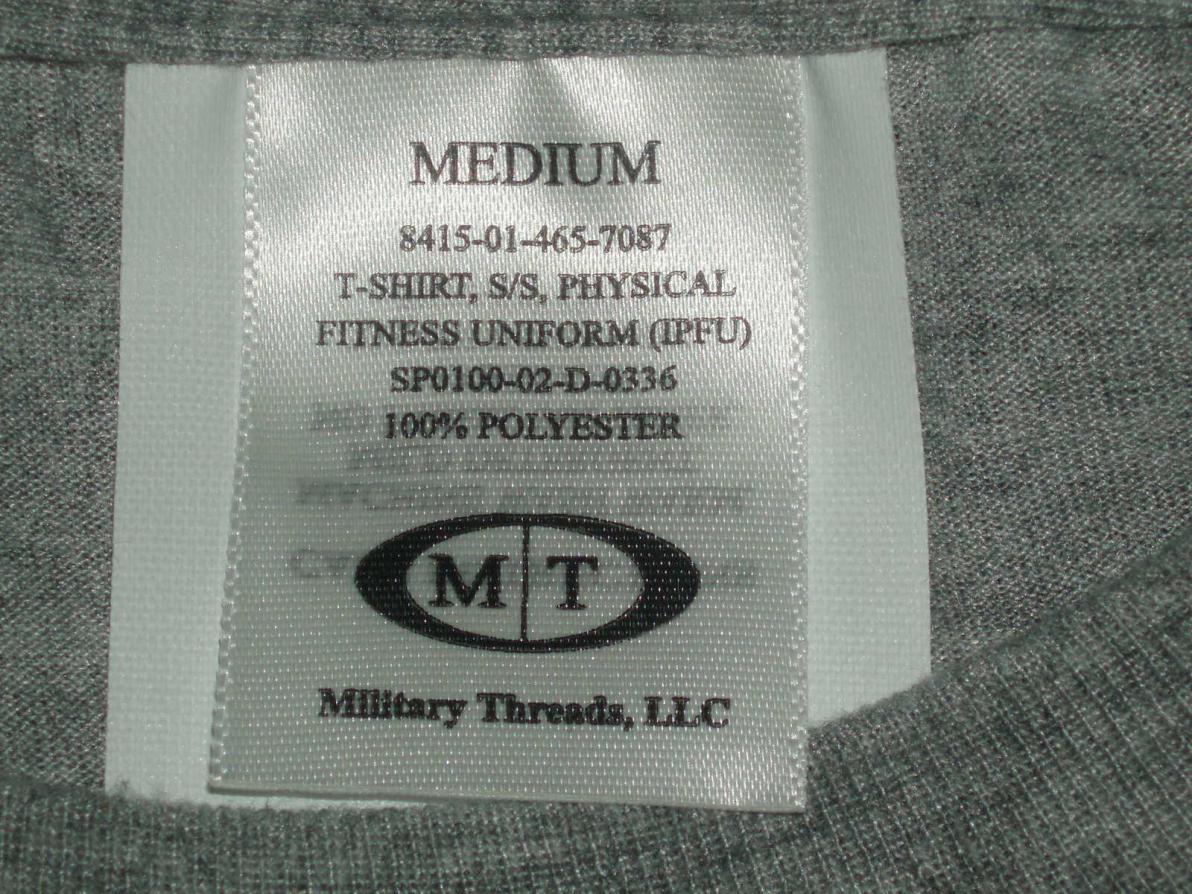 MEDIUM
8415-01-465-7087
T-SHIRT, S/S, PHYSICAL
FITNESS UNIFORM (IPFU)
SP0100-02-D-0336
100% POLYESTER
M T
Military Threads, LLC